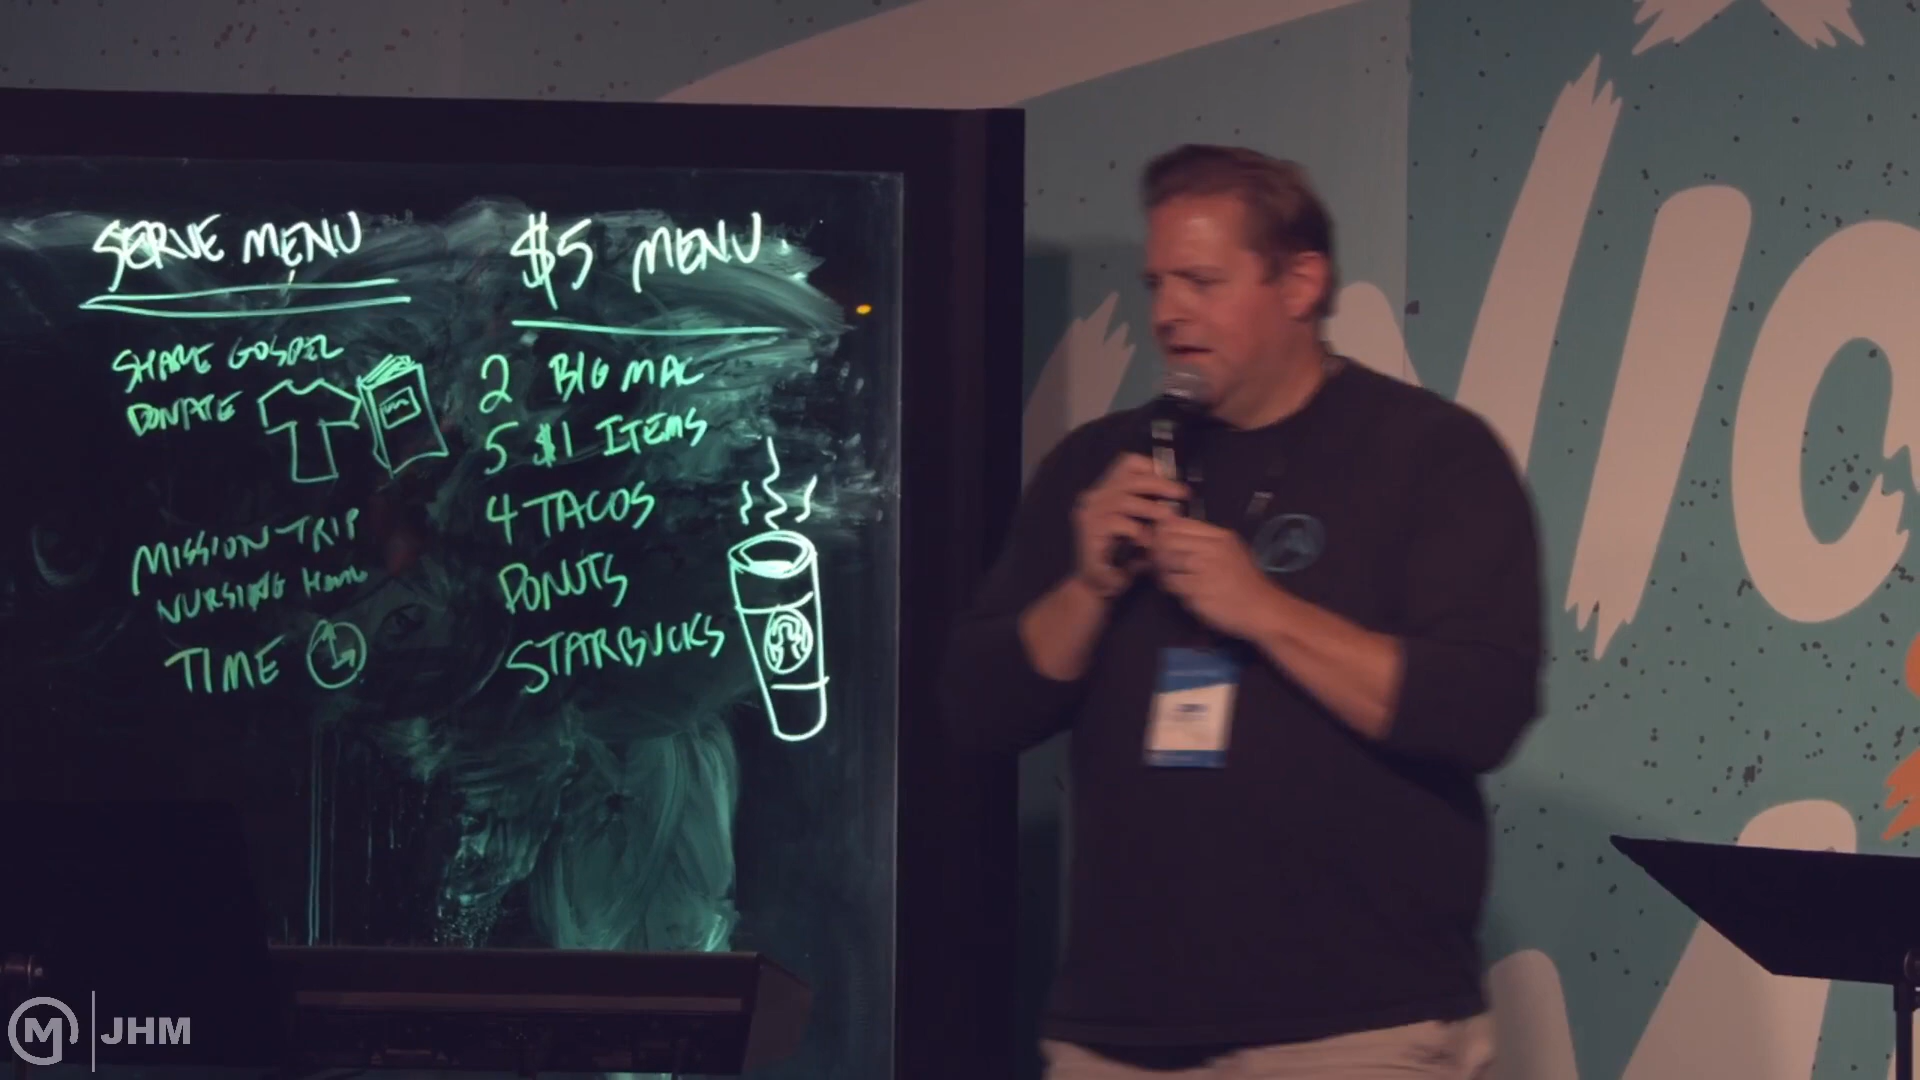 SERVE MENU
SHARE GOSPEL
DONATE
MISSION-TRIP
NURSING HOME
TIME
$5 MENU
2 BIG MAC
5 $1 ITEMS
4 TACOS
DONUTS
STARBUCKS
JHM